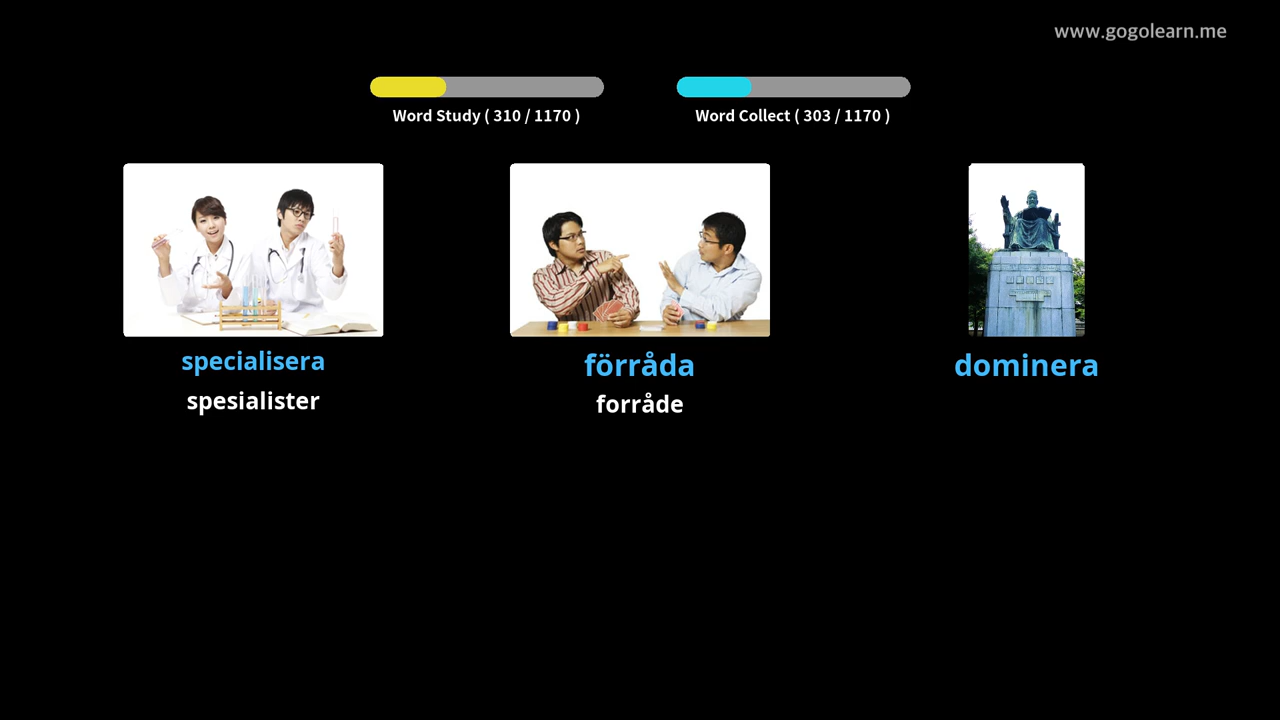 www.gogolearn.me
Word Study ( 310 / 1170 )
Word Collect ( 303 / 1170 )
specialisera
förråda
dominera
spesialister
forråde